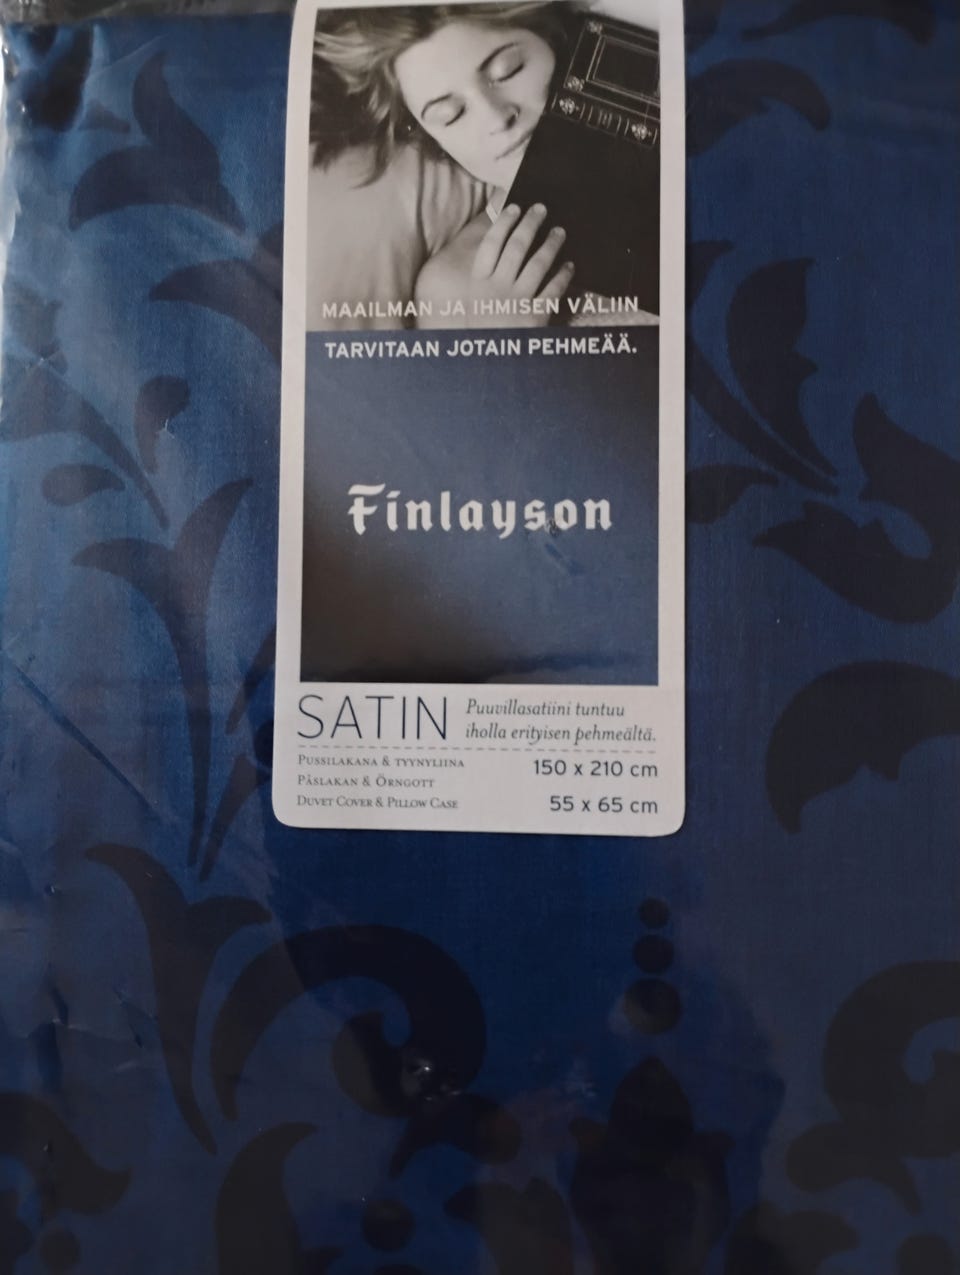 MAAILMAN JA IHMISEN VÄLIIN
TARVITAAN JOTAIN PEHMEÄÄ.
Finlayson
SATIN
Puuvillasatiini tuntuu
iholla erityisen pehmeältä.
PUSSILAKANA & TYYNYLIINA
PÅSLAKAN & ÖRNGOTT
DUVET COVER & PILLOW CASE
150 x 210 cm
55 x 65 cm